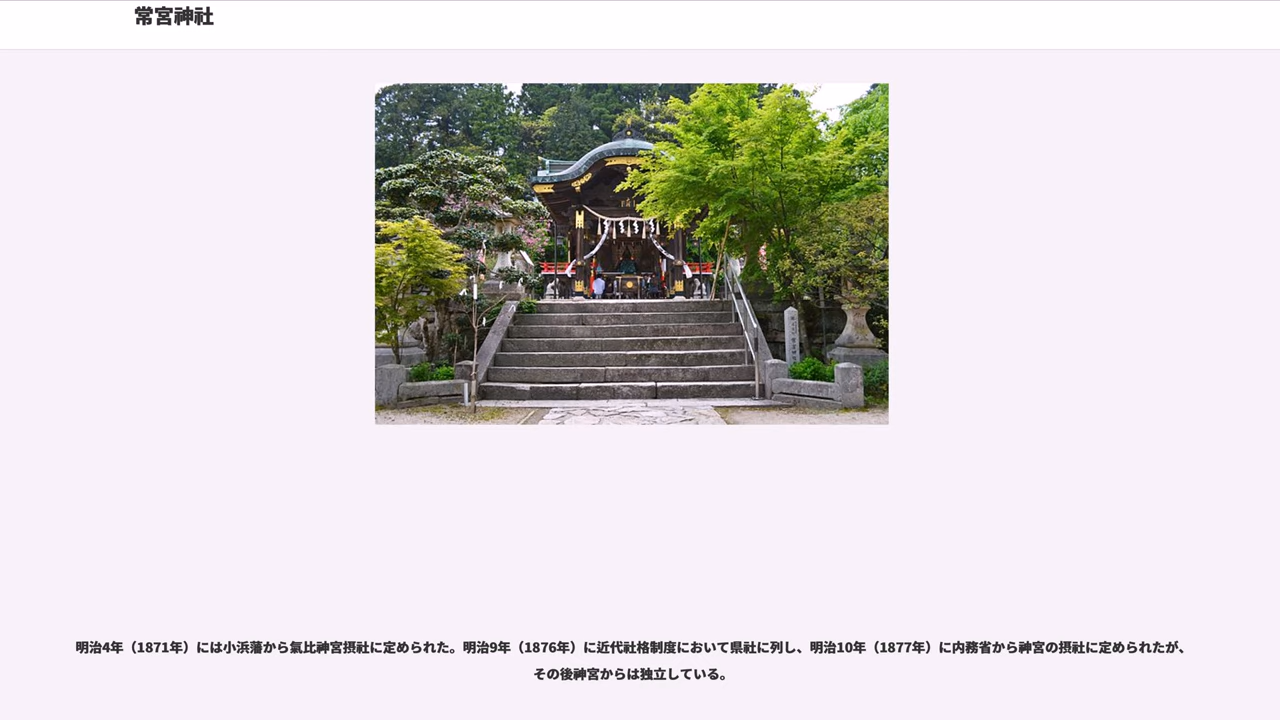 常宮神社
明治4年（1871年）には小浜藩から氣比神宮摂社に定められた。明治9年（1876年）に近代社格制度において県社に列し、明治10年（1877年）に内務省から神宮の摂社に定められたが、
その後神宮からは独立している。